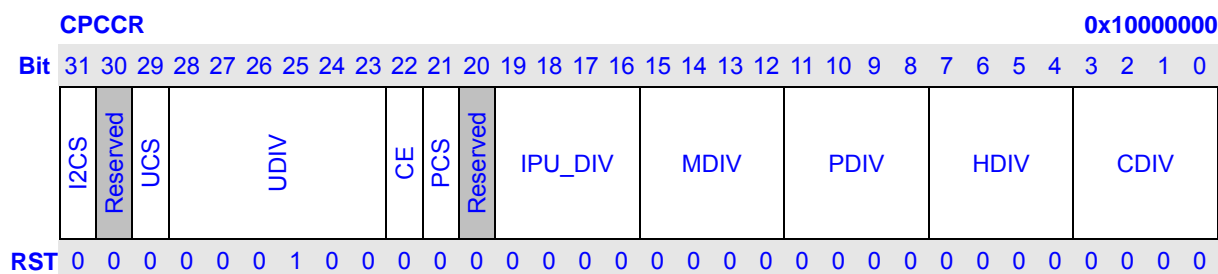 CPCCR 0x10000000
Bit 31 30 29 28 27 26 25 24 23 22 21 20 19 18 17 16 15 14 13 12 11 10 9 8 7 6 5 4 3 2 1 0
I2CS Reserved UCS UDIV CE PCS Reserved IPU_DIV MDIV PDIV HDIV CDIV
RST 0 0 0 0 0 0 1 0 0 0 0 0 0 0 0 0 0 0 0 0 0 0 0 0 0 0 0 0 0 0 0 0